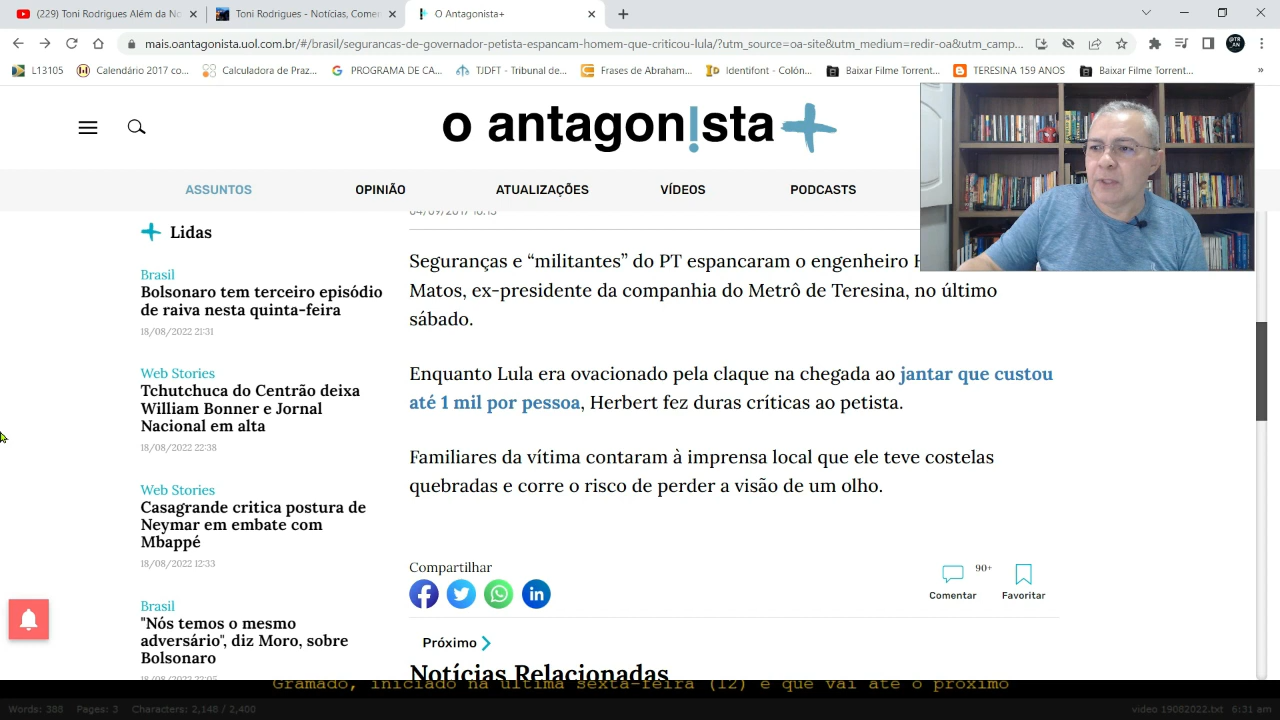 (229) Toni Rodrigues Além da No
Toni Rodrigues - Notícias, Comen
O Antagonista+
mais.oantagonista.uol.com.br/#/brasil/segurancas-de-governador-petista-espancam-homem-que-criticou-lula/?utm_source=oa-site&utm_medium=redir-oa&utm_camp...
L13105
Calendário 2017 co...
Calculadora de Praz...
PROGRAMA DE CA...
TJDFT - Tribunal de...
Frases de Abraham...
Identifont - Colón...
Baixar Filme Torrent...
TERESINA 159 ANOS
Baixar Filme Torrent...
»
o antagon!sta+
ASSUNTOS
OPINIÃO
ATUALIZAÇÕES
VÍDEOS
PODCASTS
04/09/2017 10:13
Lidas
Brasil
Bolsonaro tem terceiro episódio
de raiva nesta quinta-feira
18/08/2022 21:31
Web Stories
Tchutchuca do Centrão deixa
William Bonner e Jornal
Nacional em alta
18/08/2022 22:38
Web Stories
Casagrande critica postura de
Neymar em embate com
Mbappé
18/08/2022 12:33
Brasil
"Nós temos o mesmo
adversário", diz Moro, sobre
Bolsonaro
Seguranças e “militantes” do PT espancaram o engenheiro
Matos, ex-presidente da companhia do Metrô de Teresina, no último
sábado.
Enquanto Lula era ovacionado pela claque na chegada ao jantar que custou
até 1 mil por pessoa, Herbert fez duras críticas ao petista.
Familiares da vítima contaram à imprensa local que ele teve costelas
quebradas e corre o risco de perder a visão de um olho.
Compartilhar
90+
Comentar
Favoritar
Próximo
Notícias Relacionadas
Gramado, iniciado na última sexta-feira (12) e que vai até o próximo
Words: 388 Pages: 3 Characters: 2,148 / 2,400
video 19082022.txt 6:31 am